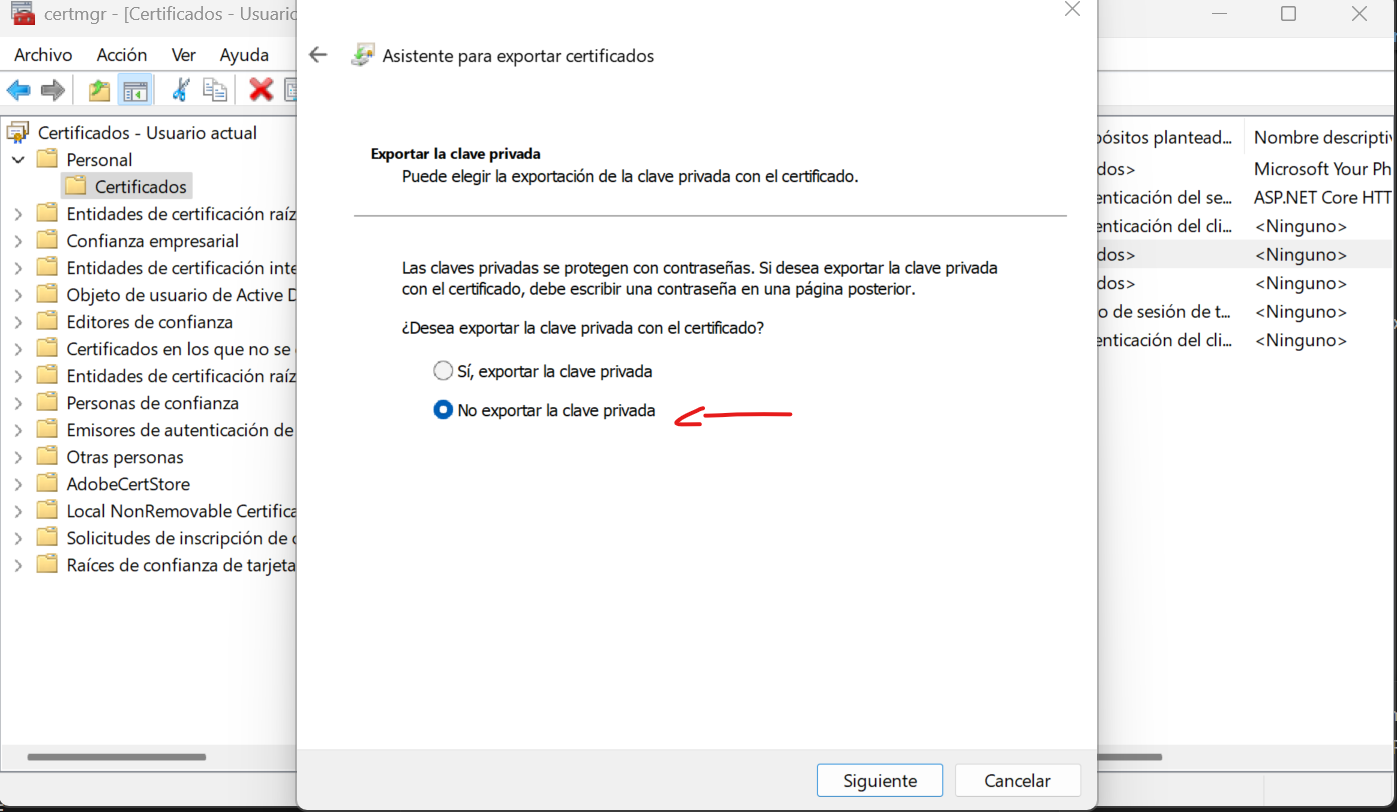 certmgr - [Certificados - Usuario
Archivo Acción Ver Ayuda
Certificados - Usuario actual
Personal
Certificados
Entidades de certificación raíz
Confianza empresarial
Entidades de certificación inte
Objeto de usuario de Active D
Editores de confianza
Certificados en los que no se
Entidades de certificación raíz
Personas de confianza
Emisores de autenticación de
Otras personas
AdobeCertStore
Local NonRemovable Certifica
Solicitudes de inscripción de c
Raíces de confianza de tarjeta
Asistente para exportar certificados
Exportar la clave privada
Puede elegir la exportación de la clave privada con el certificado.
Las claves privadas se protegen con contraseñas. Si desea exportar la clave privada
con el certificado, debe escribir una contraseña en una página posterior.
¿Desea exportar la clave privada con el certificado?
Sí, exportar la clave privada
No exportar la clave privada
Siguiente Cancelar
pósitos plantead... Nombre descriptiv
dos> Microsoft Your Ph
enticación del se... ASP.NET Core HTT
enticación del cli... <Ninguno>
dos> <Ninguno>
dos> <Ninguno>
o de sesión de t... <Ninguno>
enticación del cli... <Ninguno>